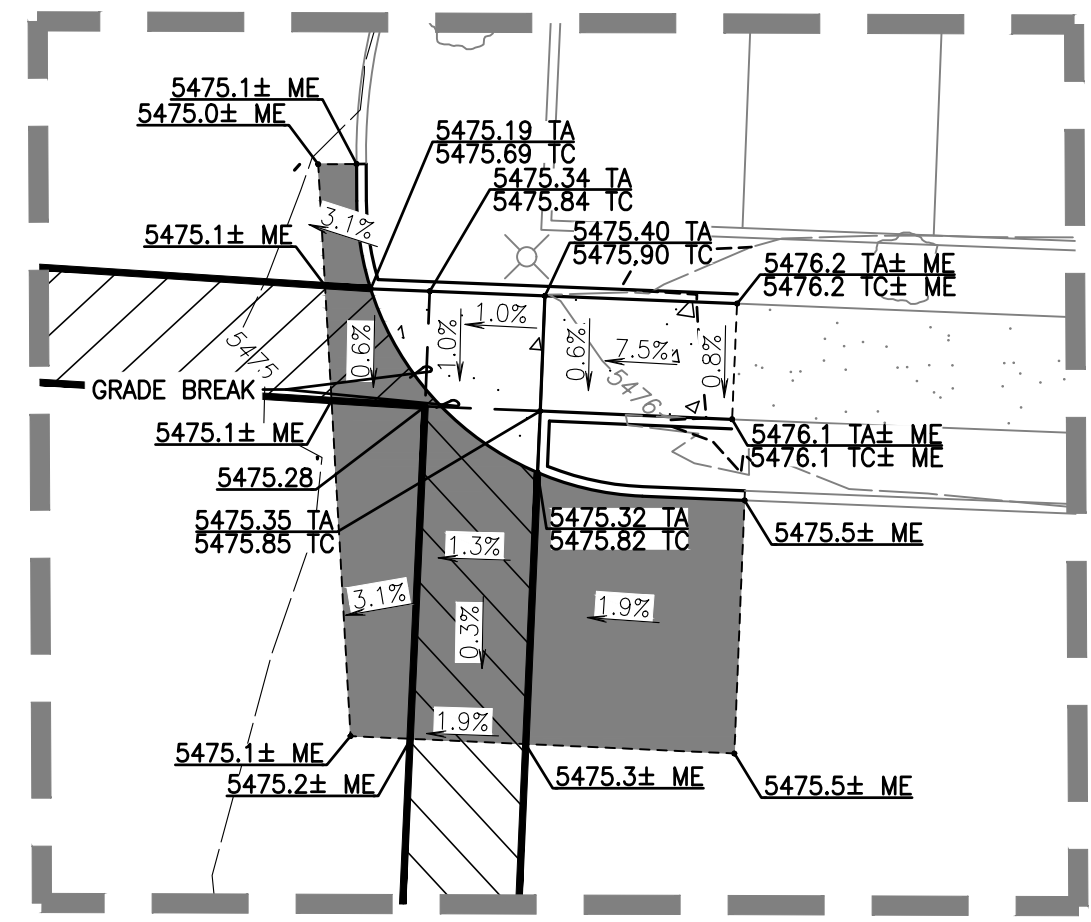 5475.1± ME
5475.0± ME
5475.19 TA
5475.69 TC
5475.34 TA
5475.84 TC
3.1%
5475.1± ME
5475.40 TA
5475.90 TC
5476.2 TA± ME
5476.2 TC± ME
1.0%
0.6%
1.0%
0.6%
7.5%
0.8%
5475
5476
GRADE BREAK
5475.1± ME
5476.1 TA± ME
5476.1 TC± ME
5475.28
5475.35 TA
5475.85 TC
5475.32 TA
5475.82 TC
5475.5± ME
1.3%
3.1%
0.3%
1.9%
1.9%
5475.1± ME
5475.2± ME
5475.3± ME
5475.5± ME